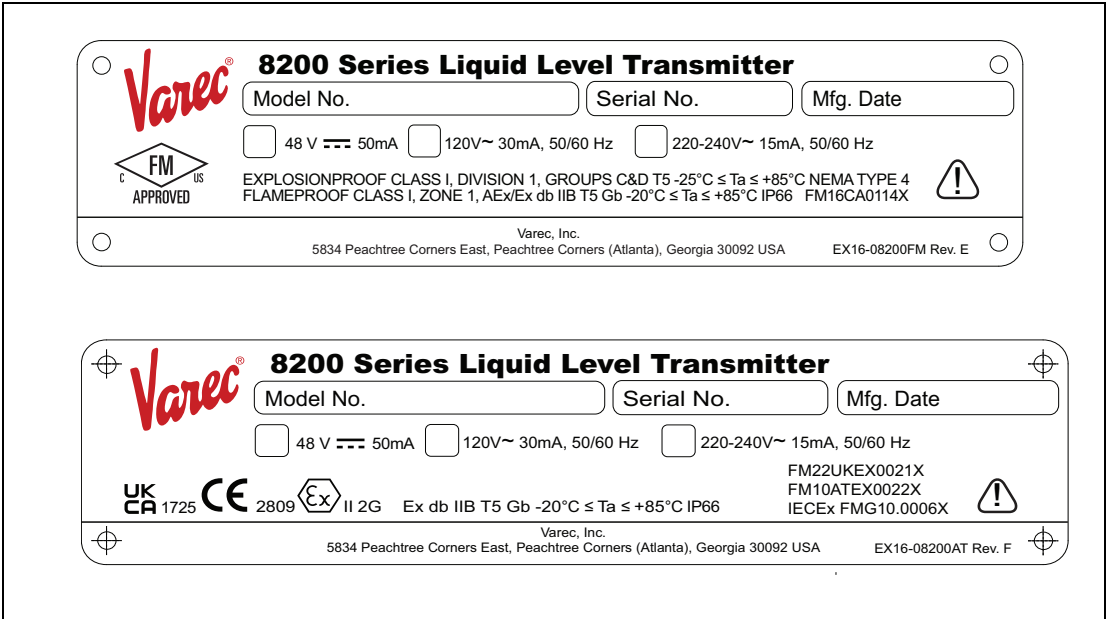 Varec®
8200 Series Liquid Level Transmitter
Model No. Serial No. Mfg. Date
48 V 50mA 120V~ 30mA, 50/60 Hz 220-240V~ 15mA, 50/60 Hz
C FM US
APPROVED
EXPLOSIONPROOF CLASS I, DIVISION 1, GROUPS C&D T5 -25°C ≤ Ta ≤ +85°C NEMA TYPE 4
FLAMEPROOF CLASS I, ZONE 1, AEx/Ex db IIB T5 Gb -20°C ≤ Ta ≤ +85°C IP66 FM16CA0114X
!
Varec, Inc.
5834 Peachtree Corners East, Peachtree Corners (Atlanta), Georgia 30092 USA EX16-08200FM Rev. E
Varec®
8200 Series Liquid Level Transmitter
Model No. Serial No. Mfg. Date
48 V 50mA 120V~ 30mA, 50/60 Hz 220-240V~ 15mA, 50/60 Hz
UK
CA 1725 CE 2809 Ex II 2G Ex db IIB T5 Gb -20°C ≤ Ta ≤ +85°C IP66
FM22UKEX0021X
FM10ATEX0022X
IECEx FMG10.0006X
!
Varec, Inc.
5834 Peachtree Corners East, Peachtree Corners (Atlanta), Georgia 30092 USA EX16-08200AT Rev. F